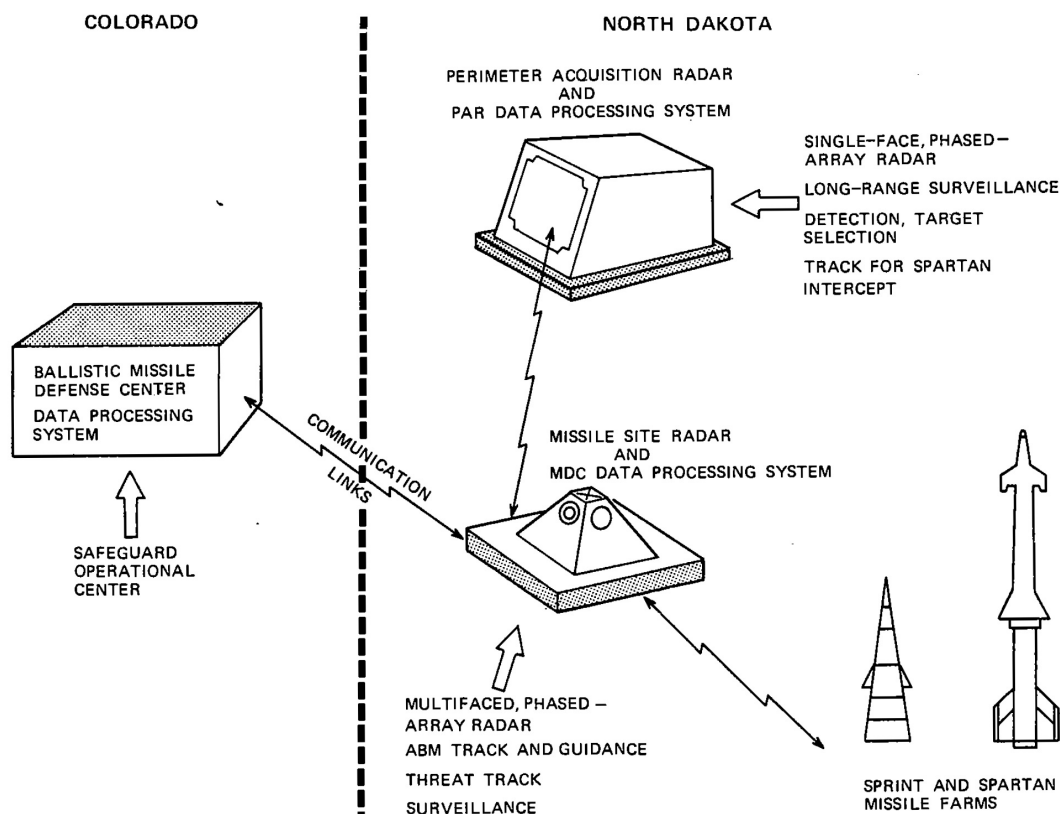 COLORADO
NORTH DAKOTA
PERIMETER ACQUISITION RADAR
AND
PAR DATA PROCESSING SYSTEM
SINGLE-FACE, PHASED-
ARRAY RADAR
LONG-RANGE SURVEILLANCE
DETECTION, TARGET
SELECTION
TRACK FOR SPARTAN
INTERCEPT
BALLISTIC MISSILE
DEFENSE CENTER
DATA PROCESSING
SYSTEM
SAFEGUARD
OPERATIONAL
CENTER
COMMUNICATION
LINKS
MISSILE SITE RADAR
AND
MDC DATA PROCESSING SYSTEM
MULTIFACED, PHASED-
ARRAY RADAR
ABM TRACK AND GUIDANCE
THREAT TRACK
SURVEILLANCE
SPRINT AND SPARTAN
MISSILE FARMS